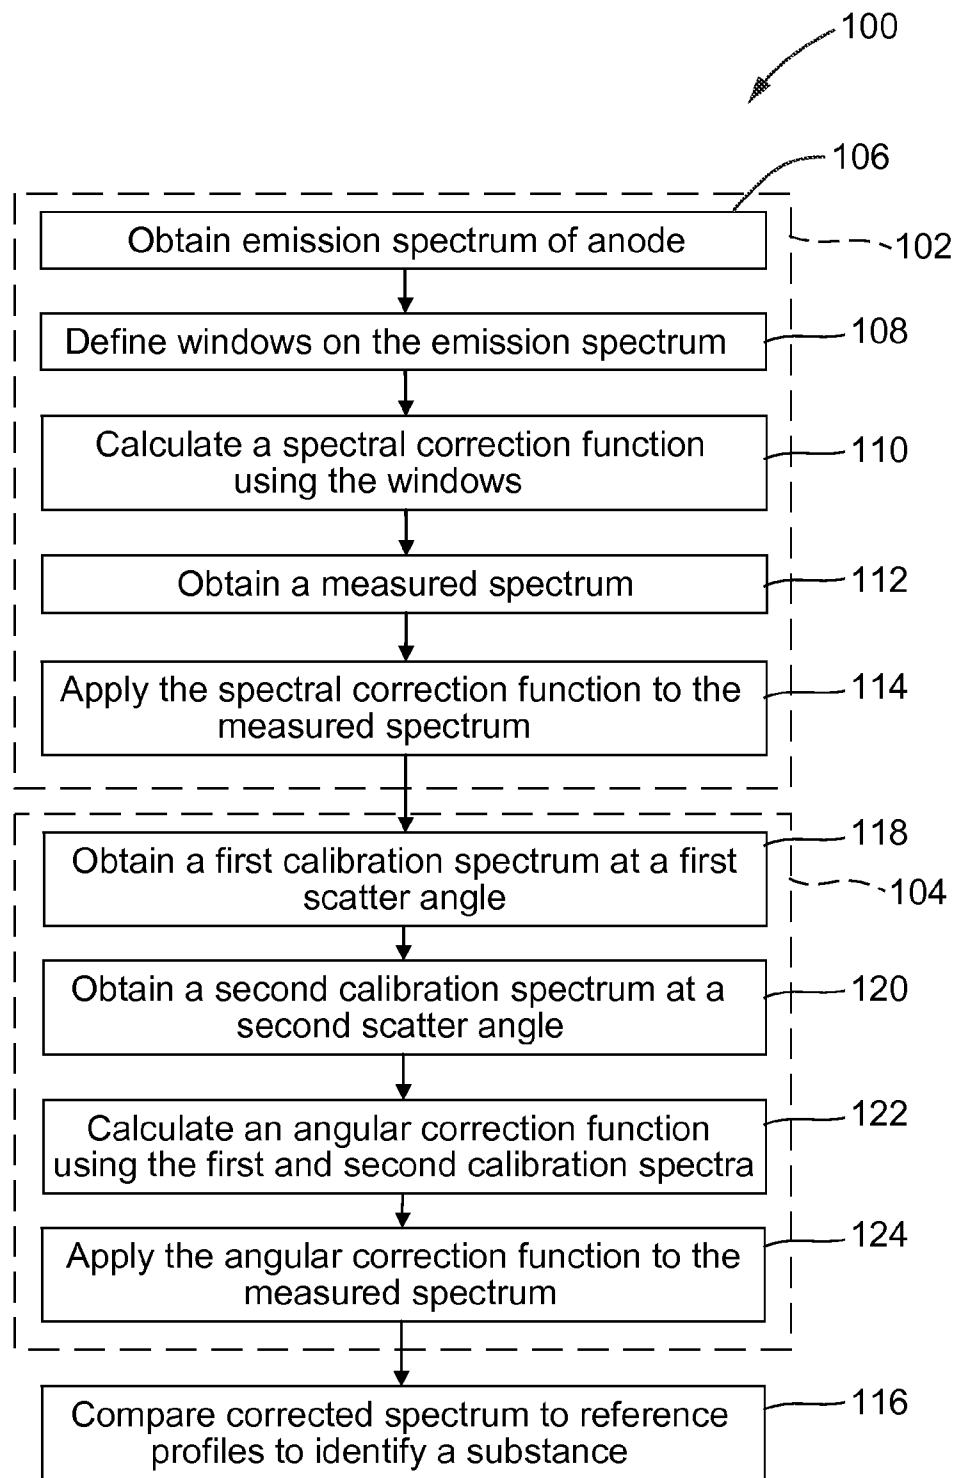 100
106
Obtain emission spectrum of anode
102
Define windows on the emission spectrum
108
Calculate a spectral correction function
using the windows
110
Obtain a measured spectrum
112
Apply the spectral correction function to the
measured spectrum
114
Obtain a first calibration spectrum at a first
scatter angle
118
104
Obtain a second calibration spectrum at a
second scatter angle
120
Calculate an angular correction function
using the first and second calibration spectra
122
Apply the angular correction function to the
measured spectrum
124
Compare corrected spectrum to reference
profiles to identify a substance
116